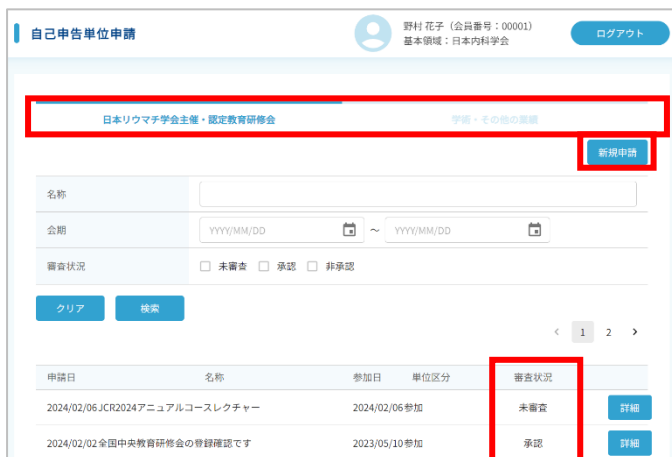 自己申告単位申請
野村 花子（会員番号：00001）
基本領域：日本内科学会
ログアウト
日本リウマチ学会主催・認定教育研修会 学術・その他の業績
新規申請
名称
会期 YYYY/MM/DD ～ YYYY/MM/DD
審査状況 未審査 承認 非承認
クリア 検索
< 1 2 >
申請日 名称 参加日 単位区分 審査状況
2024/02/06 JCR2024アニュアルコースレクチャー 2024/02/06 参加 未審査 詳細
2024/02/02 全国中央教育研修会の登録確認です 2023/05/10 参加 承認 詳細